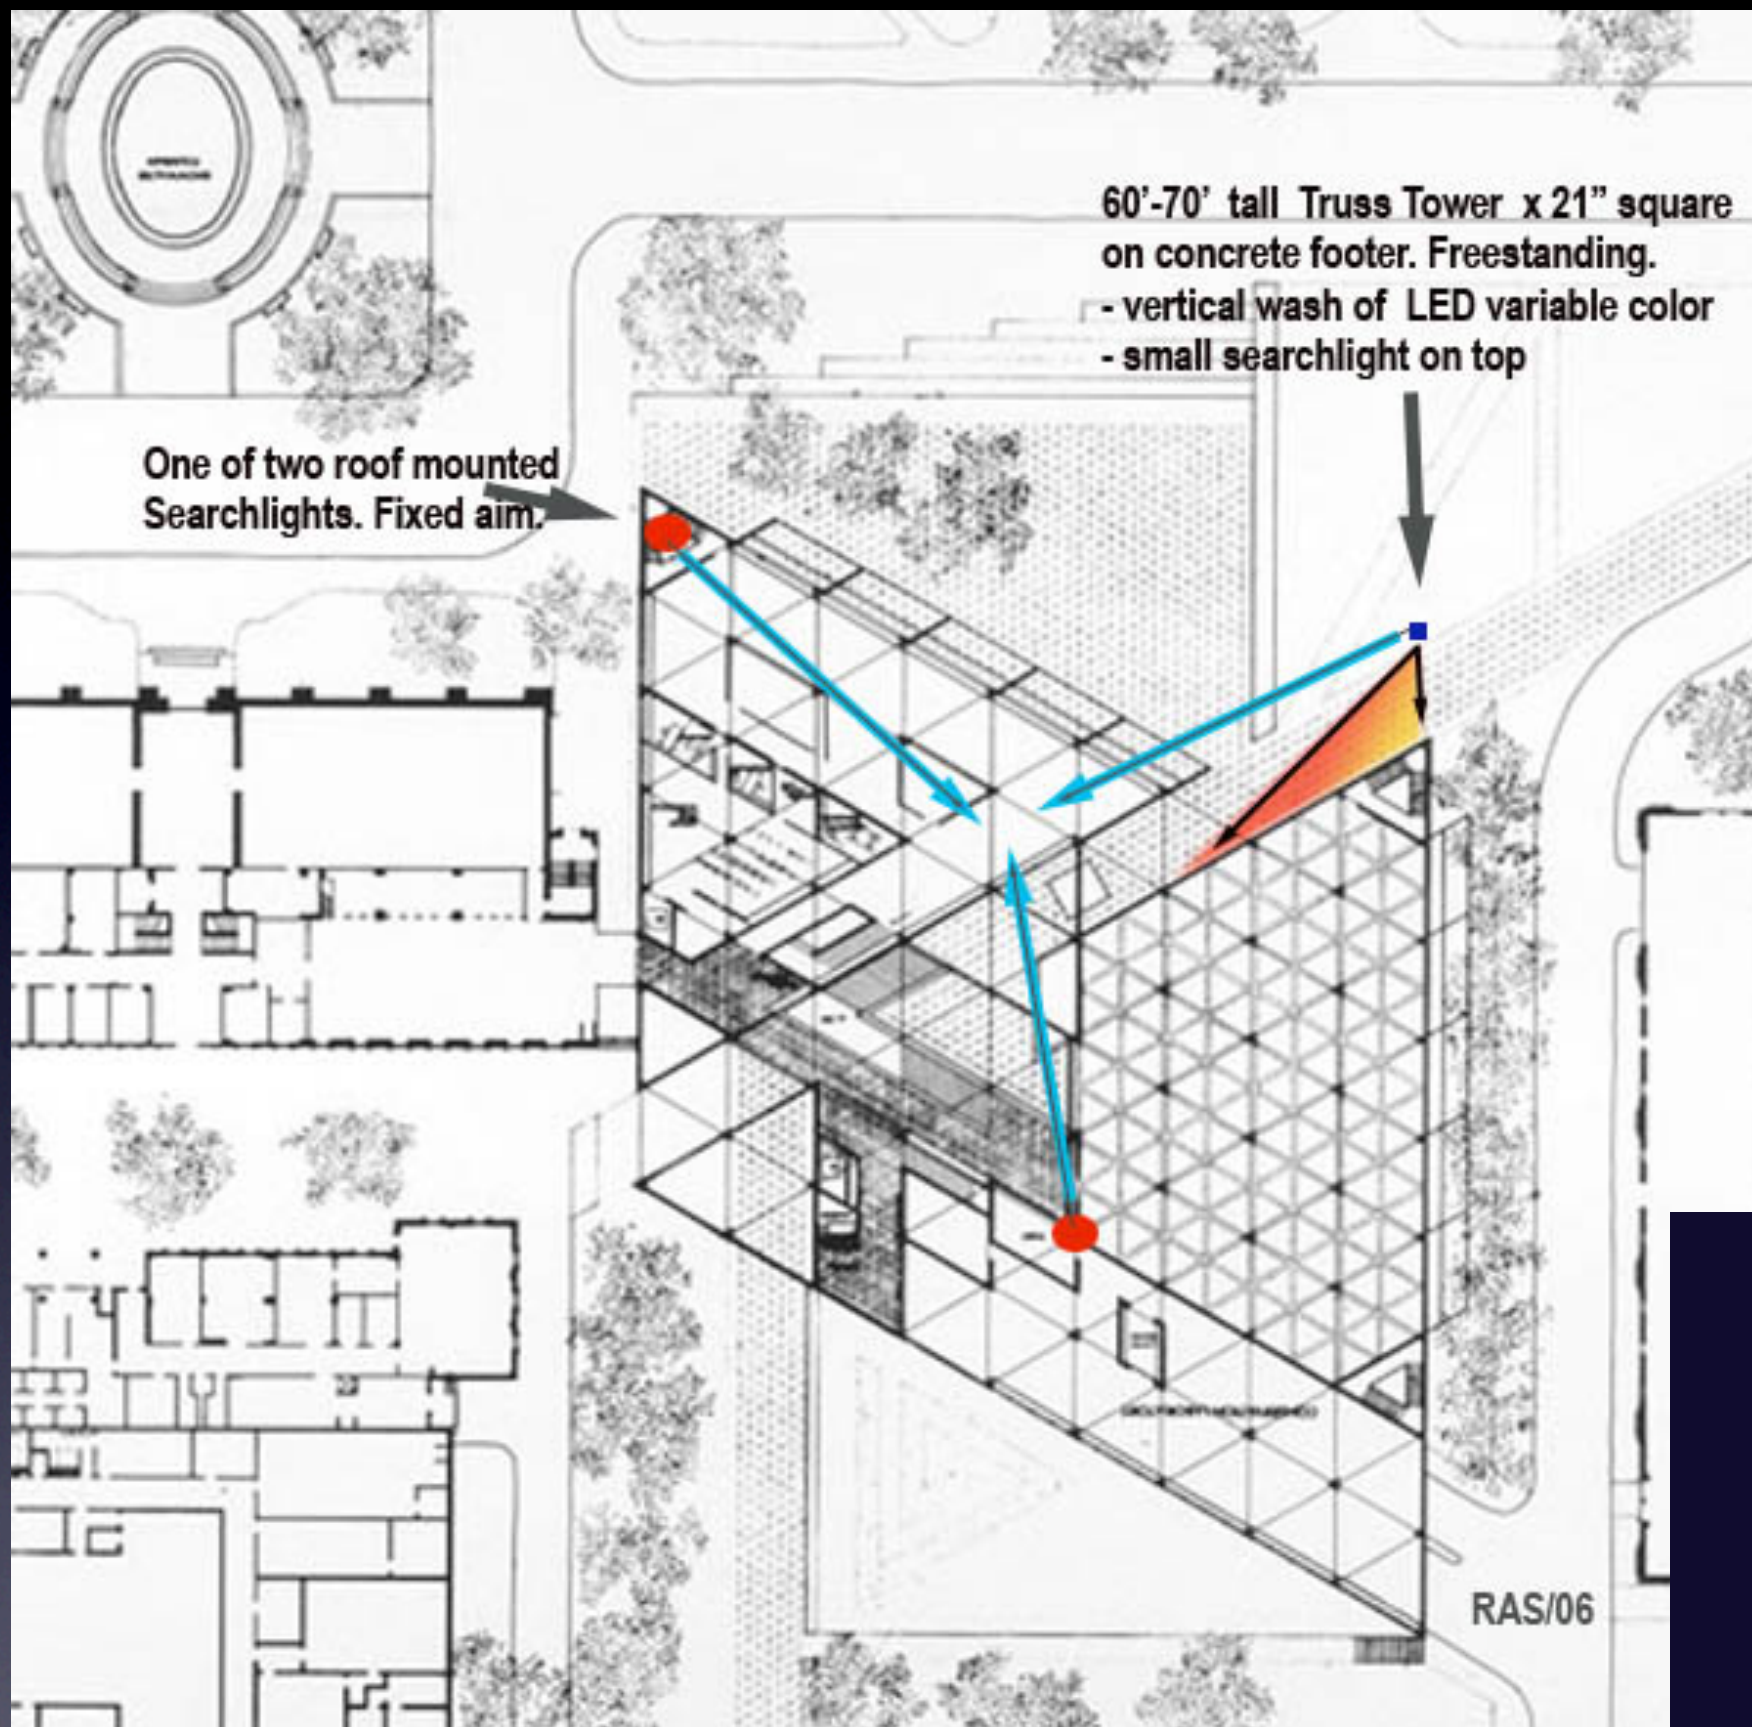 60’-70’ tall Truss Tower x 21” square
on concrete footer. Freestanding.
- vertical wash of LED variable color
- small searchlight on top
One of two roof mounted
Searchlights. Fixed aim.
RAS/06